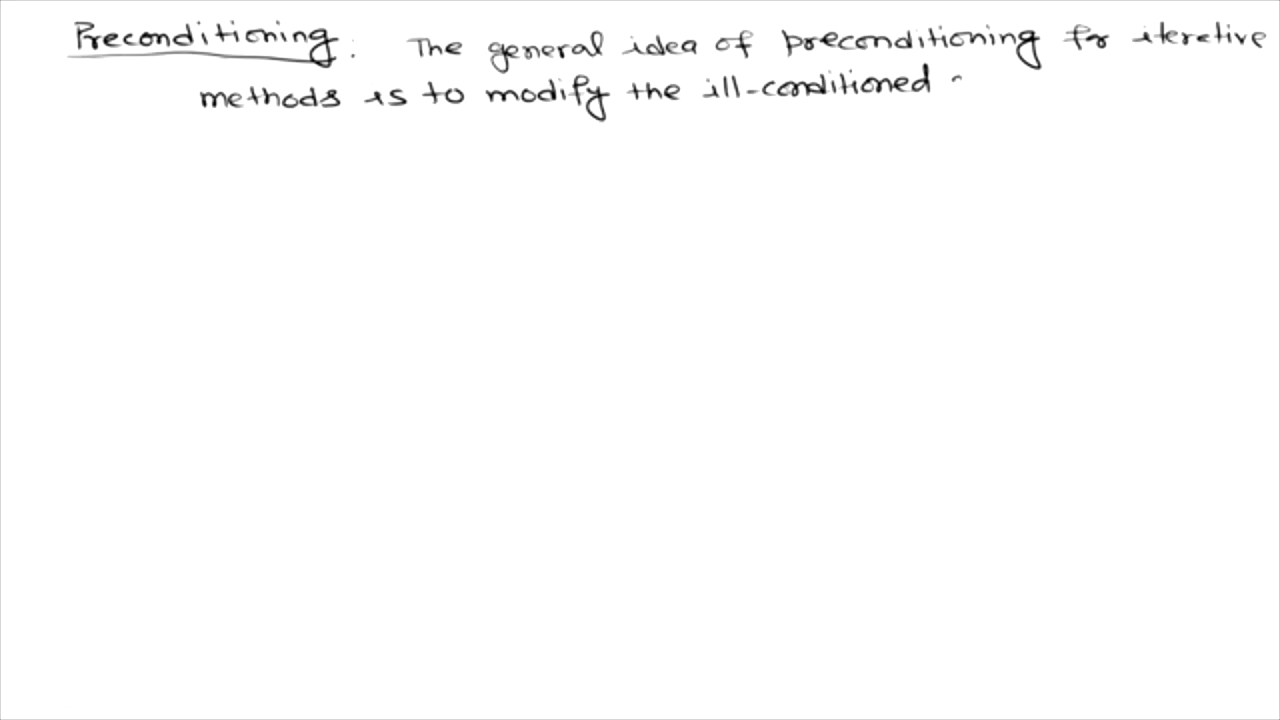 Preconditioning: The general idea of preconditioning for iterative
methods is to modify the ill-conditioned